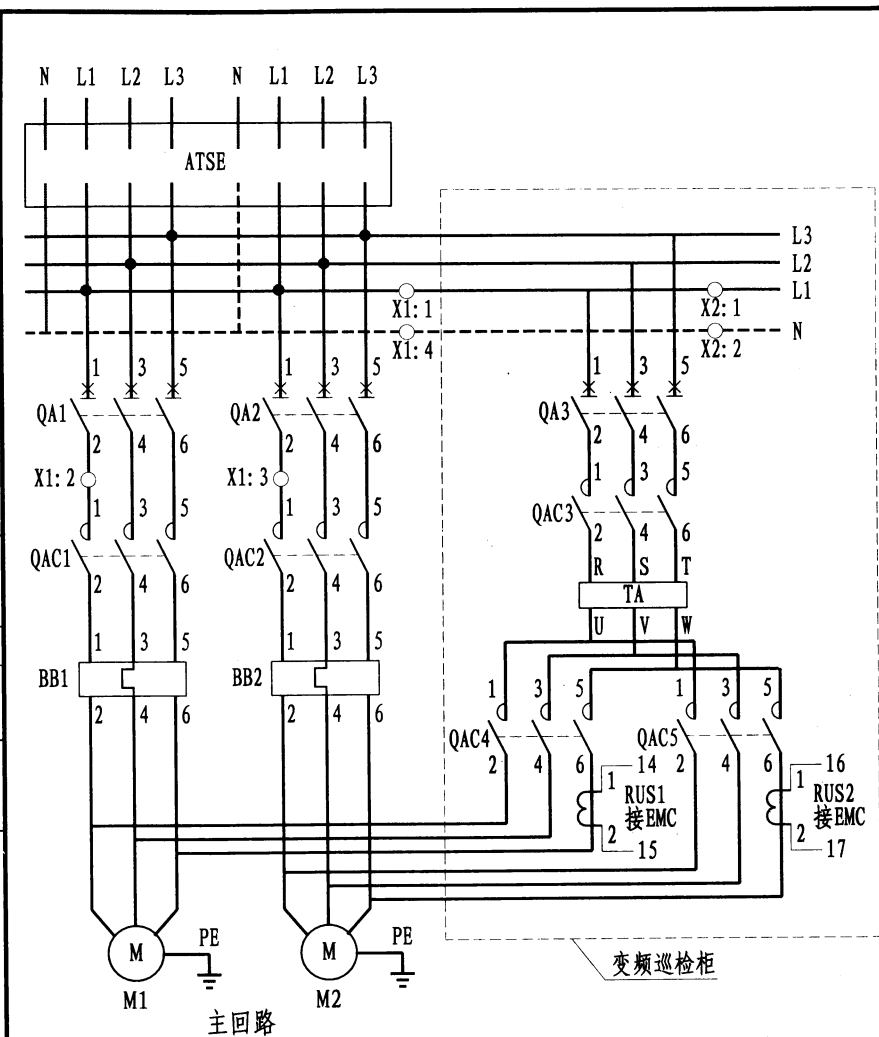 N L1 L2 L3 N L1 L2 L3
ATSE
L3
L2
L1
X1:1 X2:1
N
X1:4 X2:2
1 3 5 1 3 5 1 3 5
QA1 QA2 QA3
2 4 6 2 4 6 2 4 6
X1:2 X1:3
1 3 5
1 3 5 1 3 5
QAC3
2 4 6
QAC1 QAC2
2 4 6 2 4 6
R S T
TA
U V W
1 3 5 1 3 5
BB1 BB2
1 3 5 1 3 5
2 4 6 2 4 6
QAC4 QAC5
2 4 6 2 4 6
14 16
1 RUS1 1 RUS2
接EMC 接EMC
2 15 2 17
M PE M PE
变频巡检柜
M1 M2
主回路